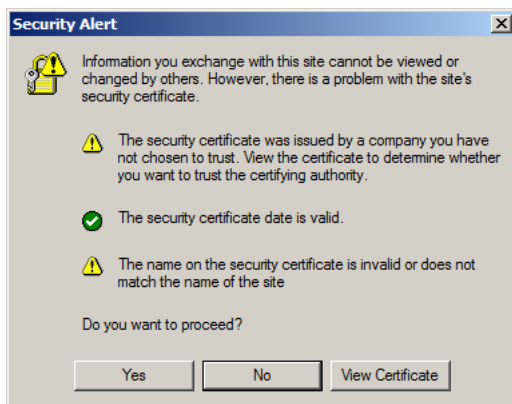 Security Alert
Information you exchange with this site cannot be viewed or
changed by others. However, there is a problem with the site's
security certificate.
The security certificate was issued by a company you have
not chosen to trust. View the certificate to determine whether
you want to trust the certifying authority.
The security certificate date is valid.
The name on the security certificate is invalid or does not
match the name of the site
Do you want to proceed?
Yes No View Certificate